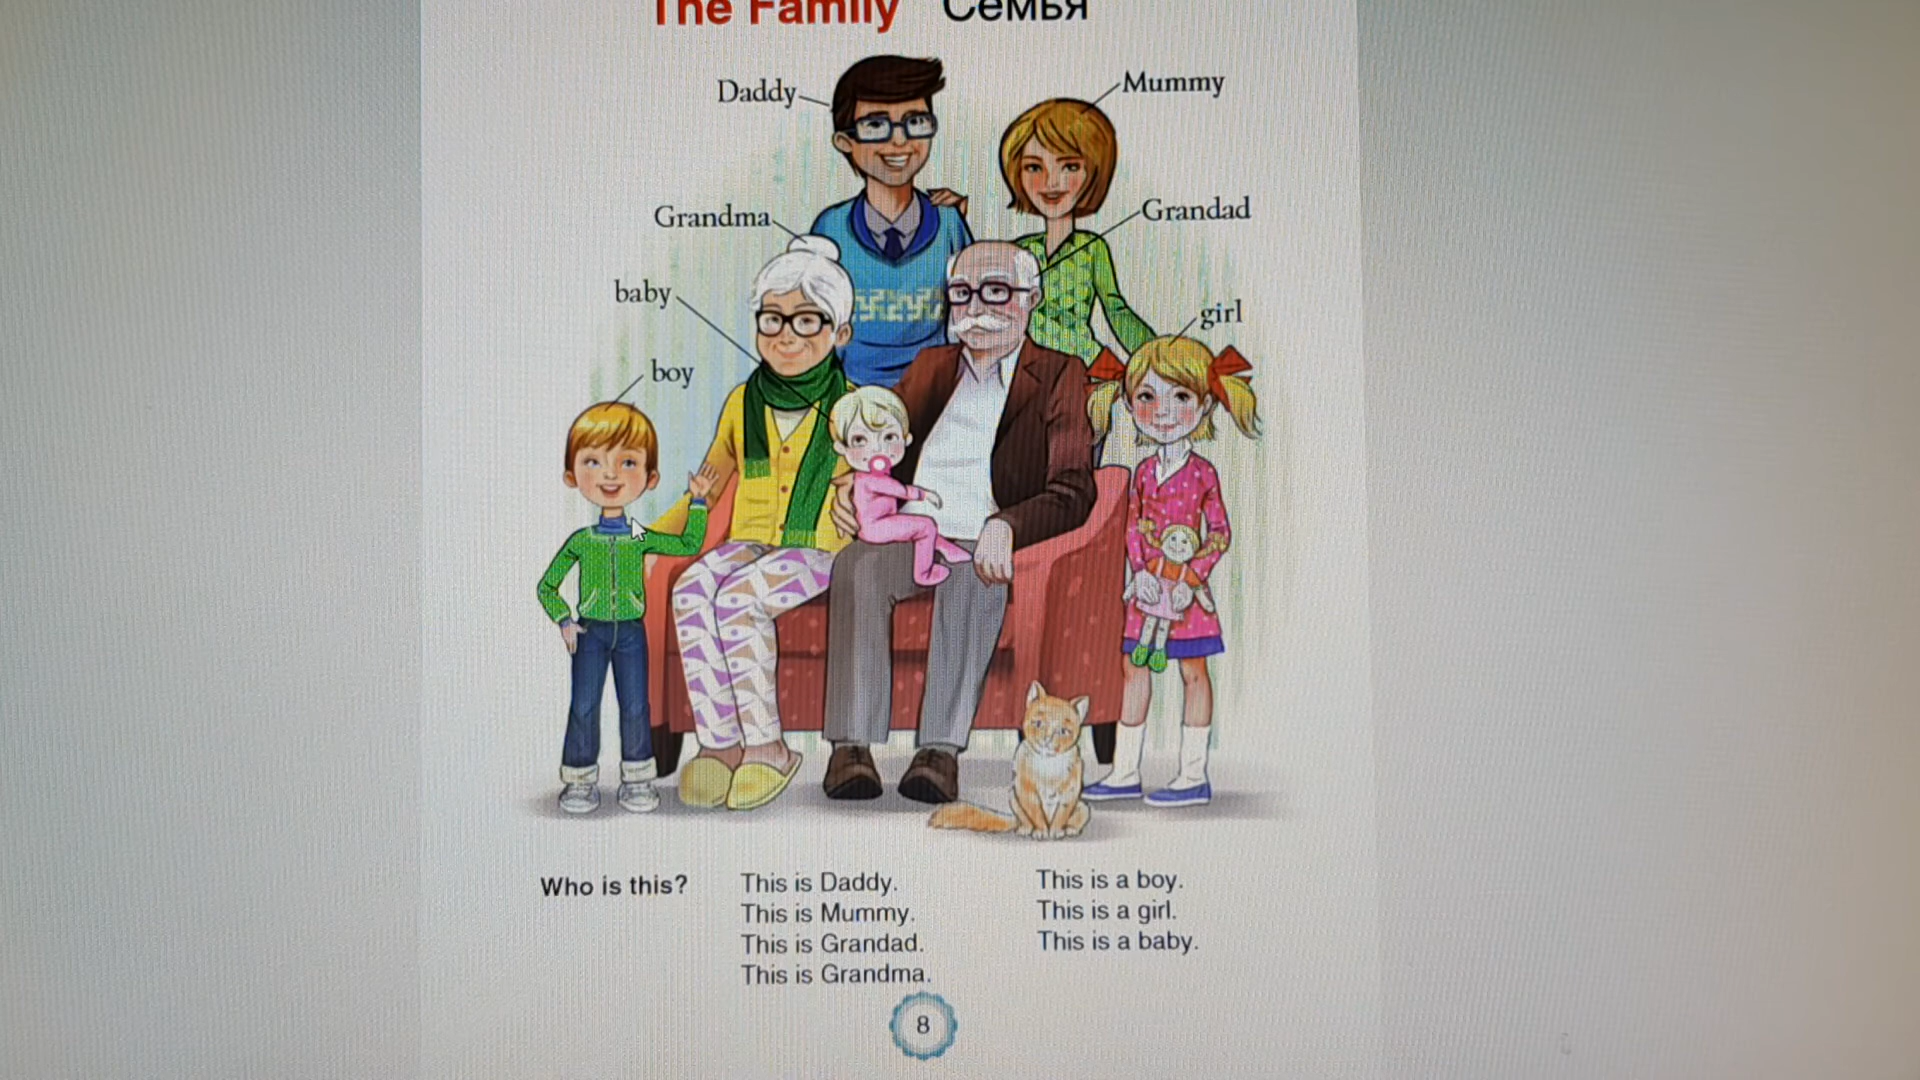 The Family Семья
Daddy
Mummy
Grandma
Grandad
baby
girl
boy
Who is this?
This is Daddy.
This is Mummy.
This is Grandad.
This is Grandma.
This is a boy.
This is a girl.
This is a baby.
8